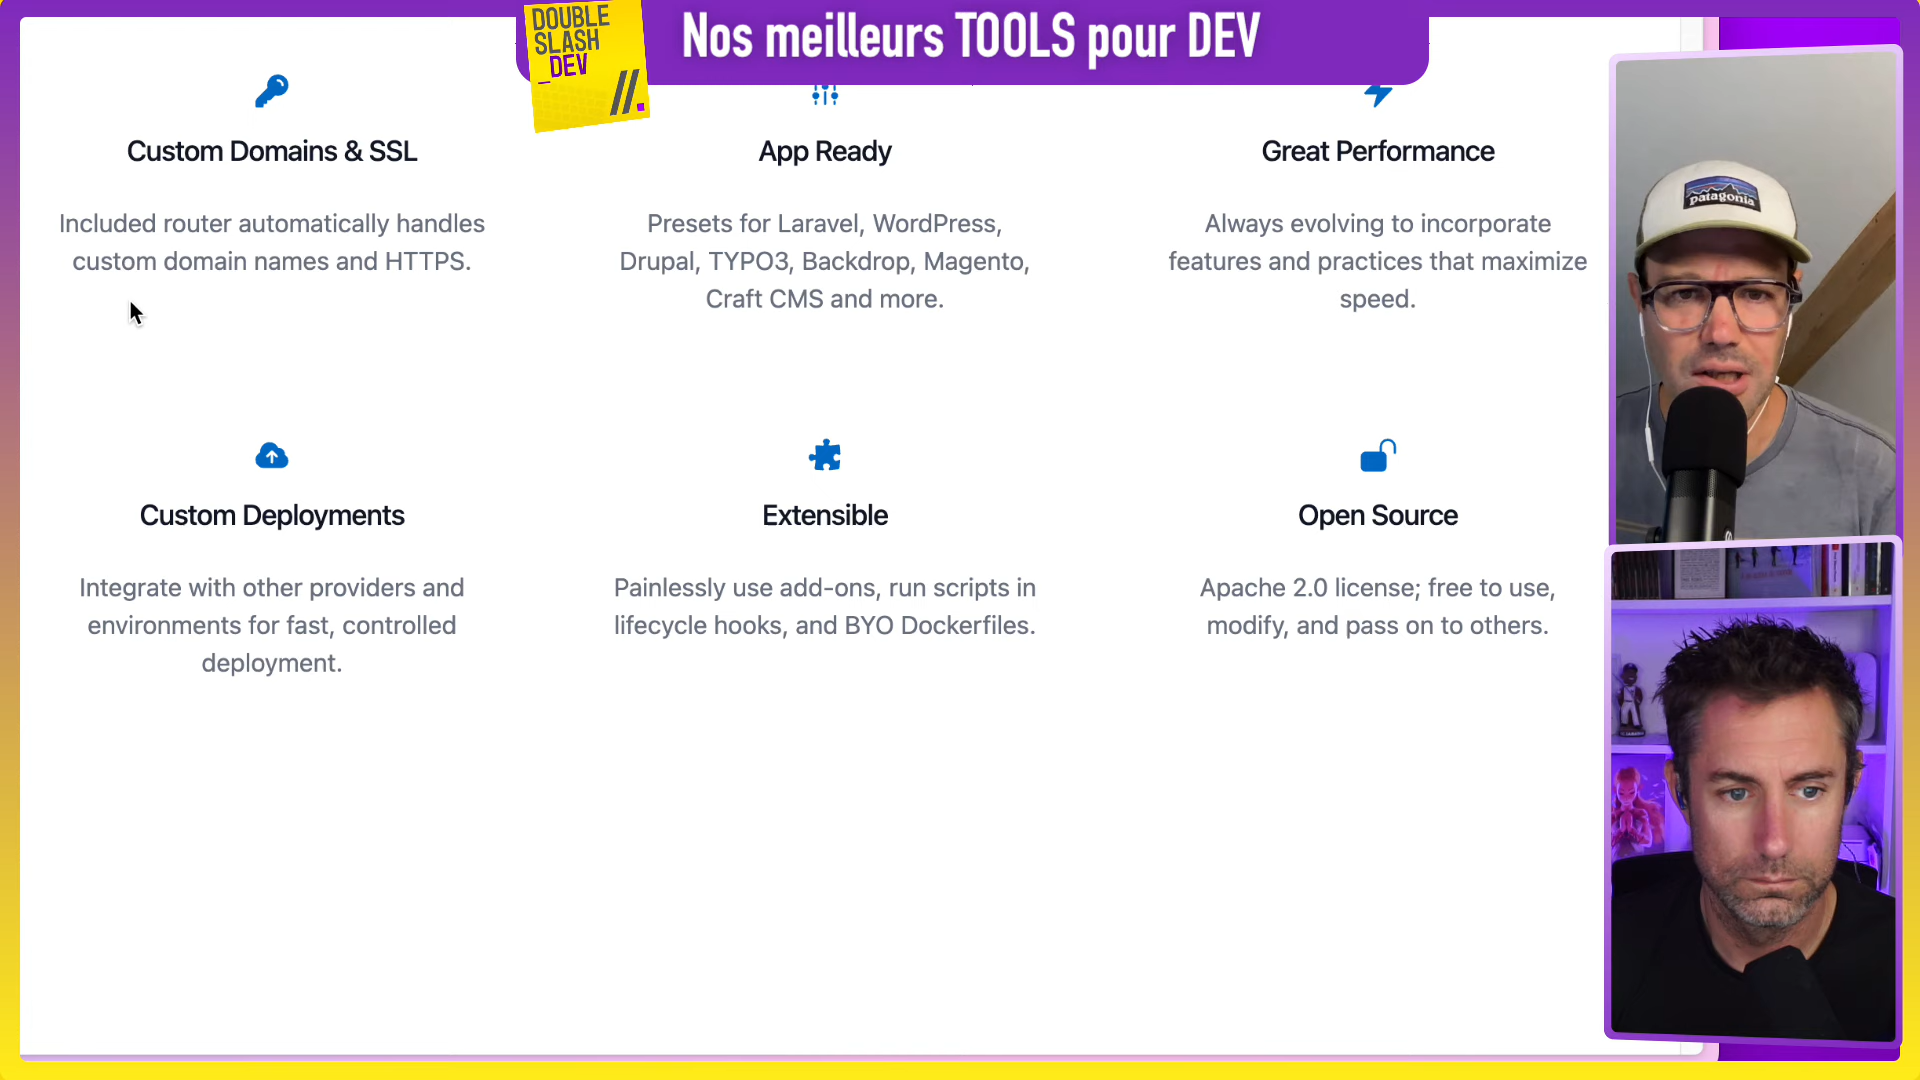 DOUBLE
SLASH
_DEV
//.
Nos meilleurs TOOLS pour DEV
Custom Domains & SSL
Included router automatically handles
custom domain names and HTTPS.
App Ready
Presets for Laravel, WordPress,
Drupal, TYPO3, Backdrop, Magento,
Craft CMS and more.
Great Performance
Always evolving to incorporate
features and practices that maximize
speed.
Custom Deployments
Integrate with other providers and
environments for fast, controlled
deployment.
Extensible
Painlessly use add-ons, run scripts in
lifecycle hooks, and BYO Dockerfiles.
Open Source
Apache 2.0 license; free to use,
modify, and pass on to others.
patagonia